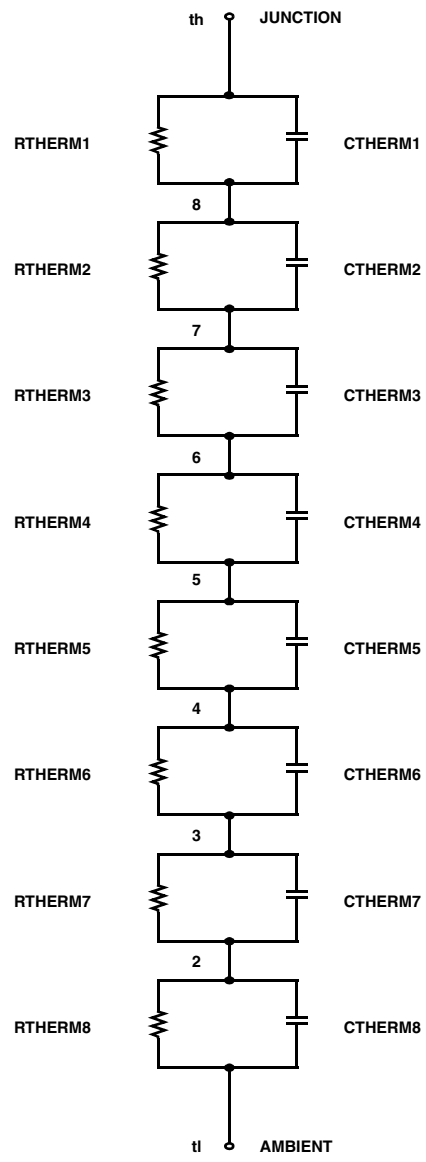 th JUNCTION
RTHERM1 CTHERM1
8
RTHERM2 CTHERM2
7
RTHERM3 CTHERM3
6
RTHERM4 CTHERM4
5
RTHERM5 CTHERM5
4
RTHERM6 CTHERM6
3
RTHERM7 CTHERM7
2
RTHERM8 CTHERM8
tl AMBIENT